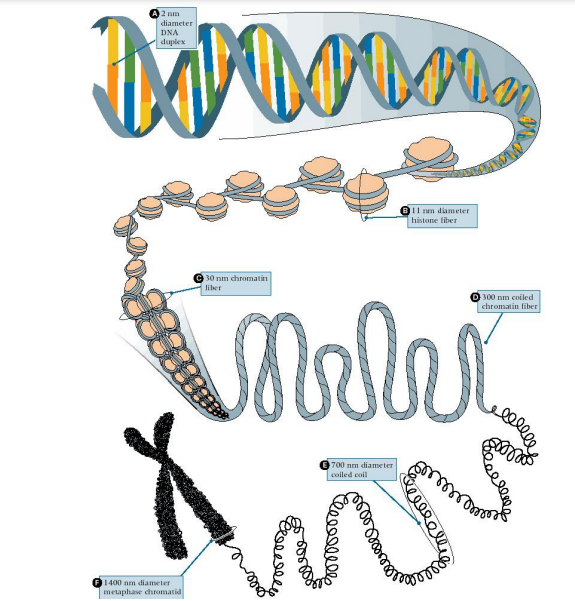 A 2 nm
diameter
DNA
duplex
B 11 nm diameter
histone fiber
C 30 nm chromatin
fiber
D 300 nm coiled
chromatin fiber
E 700 nm diameter
coiled coil
F 1400 nm diameter
metaphase chromatid